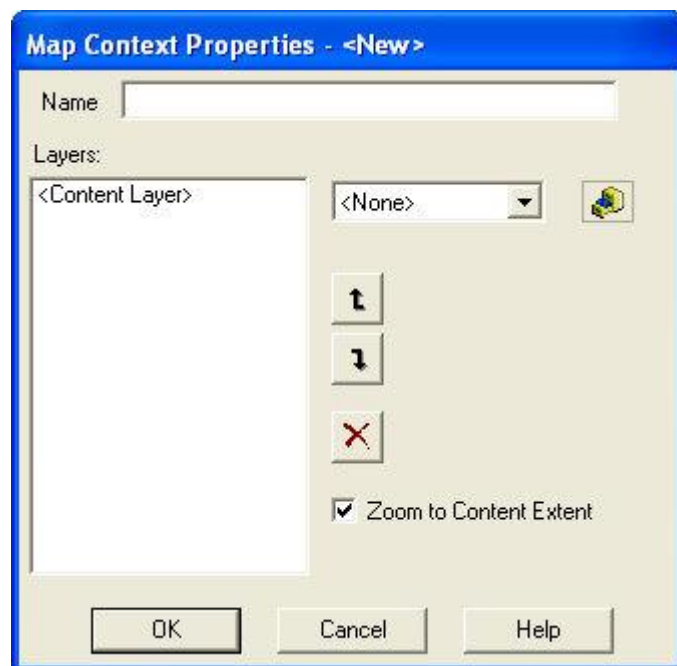 Map Context Properties - <New>
Name
Layers:
<Content Layer>
<None>
Zoom to Content Extent
OK
Cancel
Help